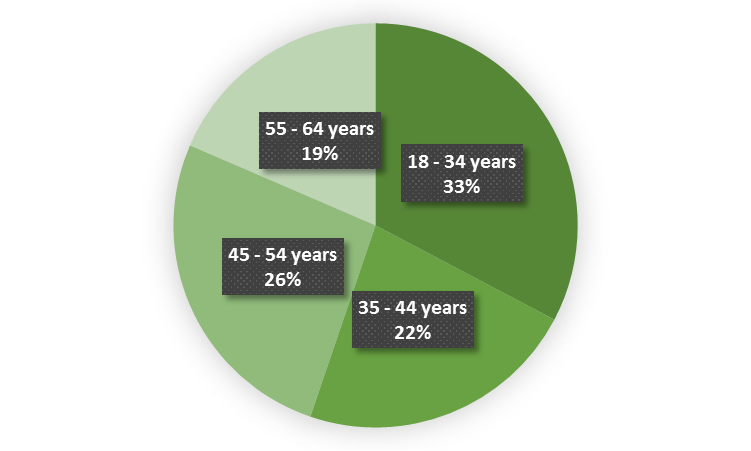 55 - 64 years
19%
18 - 34 years
33%
45 - 54 years
26%
35 - 44 years
22%